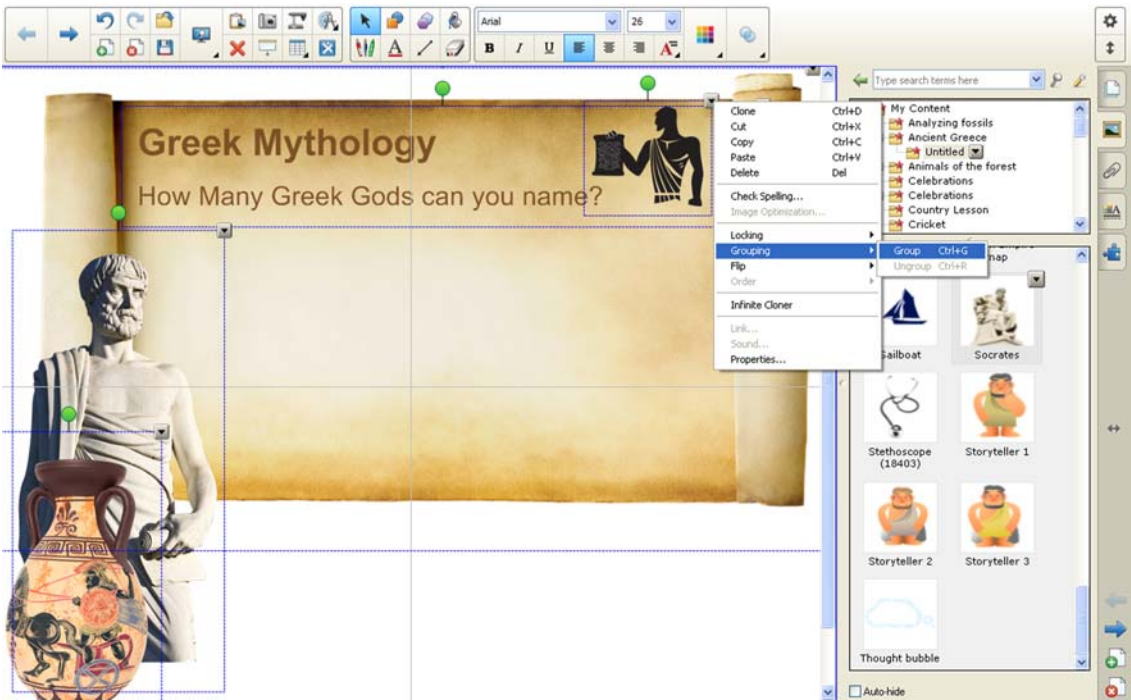 Arial
26
B I U
A
Greek Mythology
How Many Greek Gods can you name?
Clone Ctrl+D
Cut Ctrl+X
Copy Ctrl+C
Paste Ctrl+V
Delete Del
Check Spelling...
Image Optimization...
Locking
Grouping
Flip
Order
Infinite Cloner
Link...
Sound...
Properties...
Group Ctrl+G
Ungroup Ctrl+R
Type search terms here
My Content
Analyzing fossils
Ancient Greece
Untitled
Animals of the forest
Celebrations
Celebrations
Country Lesson
Cricket
map
Sailboat
Socrates
Stethoscope
(18403)
Storyteller 1
Storyteller 2
Storyteller 3
Thought bubble
Auto-hide